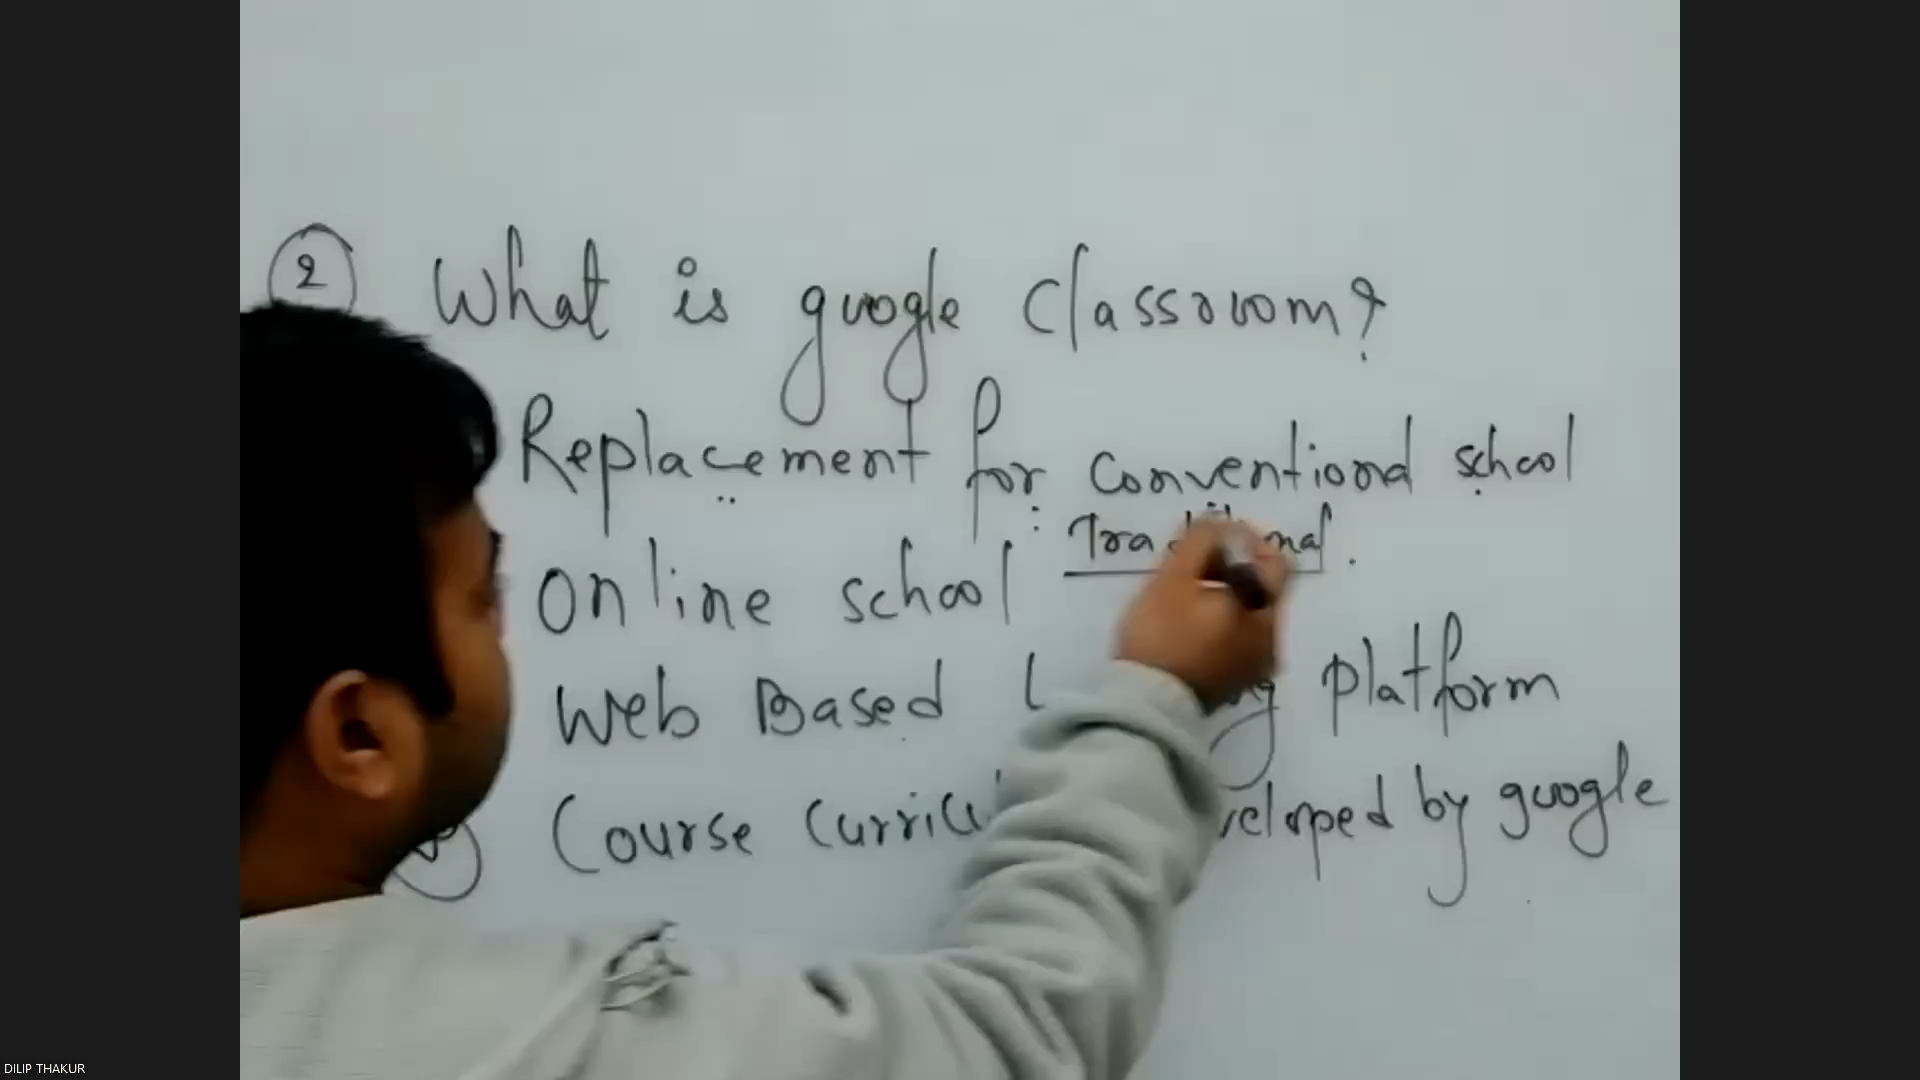 2 What is google classroom?
Replacement for conventional school
Traditional.
Online school
Web Based platform
Course by google
DILIP THAKUR